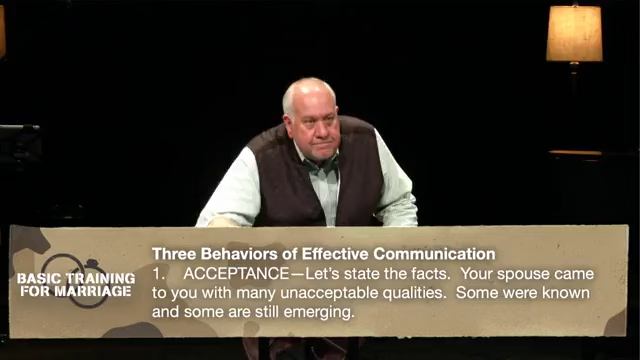 Three Behaviors of Effective Communication
1. ACCEPTANCE—Let's state the facts. Your spouse came
to you with many unacceptable qualities. Some were known
and some are still emerging.
BASIC TRAINING
FOR MARRIAGE